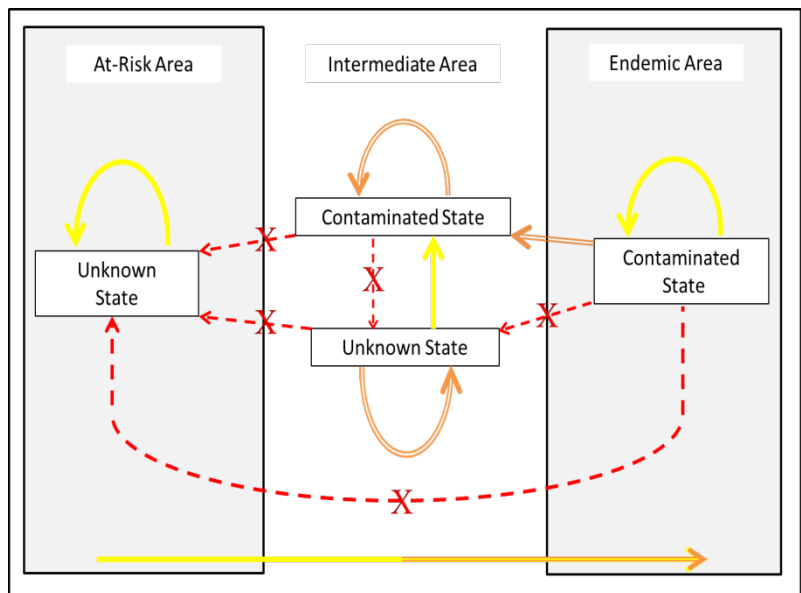 At-Risk Area
Intermediate Area
Endemic Area
Contaminated State
X
Unknown
State
X
Contaminated
State
X
X
Unknown State
X